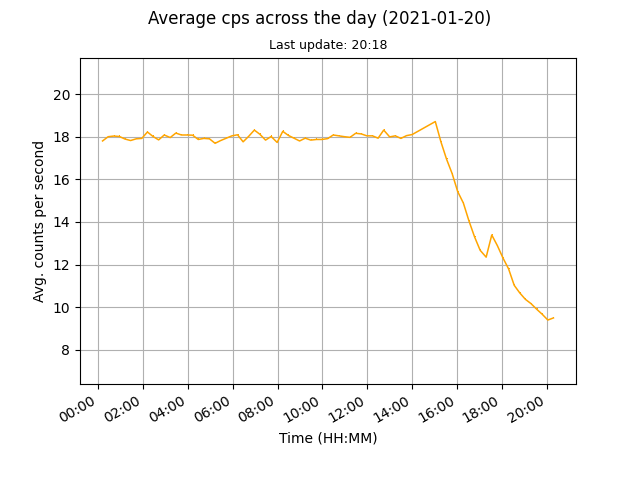 Average cps across the day (2021-01-20)
Last update: 20:18
Avg. counts per second
20
18
16
14
12
10
8
00:00 02:00 04:00 06:00 08:00 10:00 12:00 14:00 16:00 18:00 20:00
Time (HH:MM)